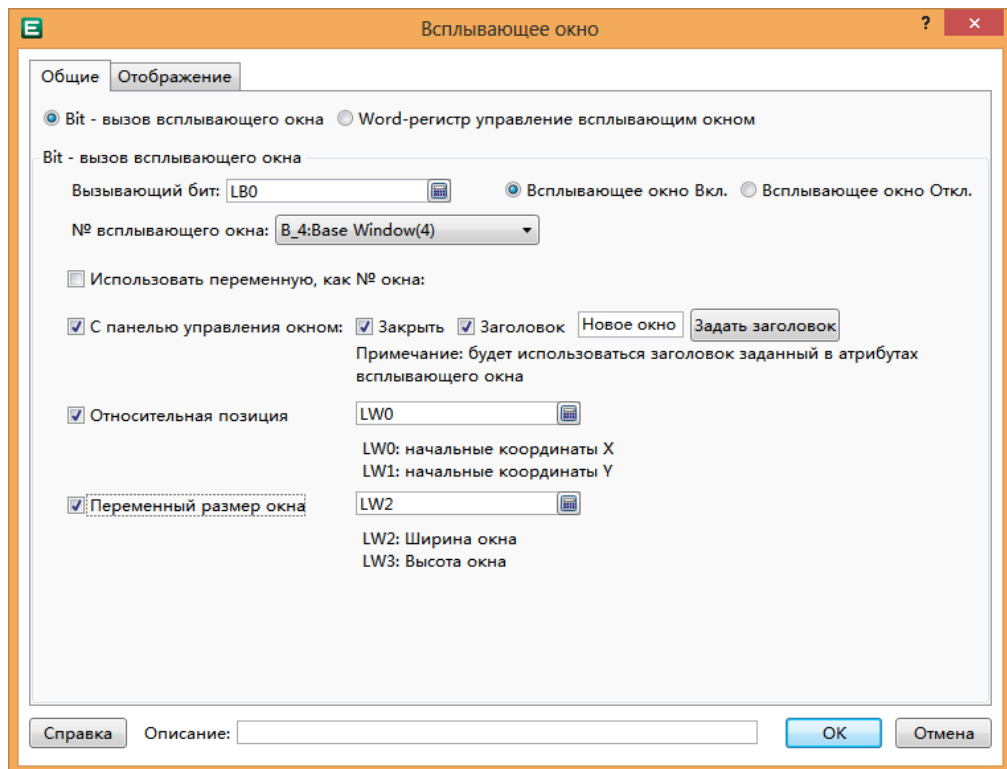 E Всплывающее окно ? ×
Общие Отображение
Bit - вызов всплывающего окна Word-регистр управление всплывающим окном
Bit - вызов всплывающего окна
Вызывающий бит: LB0 Всплывающее окно Вкл. Всплывающее окно Откл.
№ всплывающего окна: B_4:Base Window(4)
Использовать переменную, как № окна:
С панелью управления окном: Закрыть Заголовок Новое окно Задать заголовок
Примечание: будет использоваться заголовок заданный в атрибутах
всплывающего окна
Относительная позиция LW0
LW0: начальные координаты X
LW1: начальные координаты Y
Переменный размер окна LW2
LW2: Ширина окна
LW3: Высота окна
Справка Описание: OK Отмена